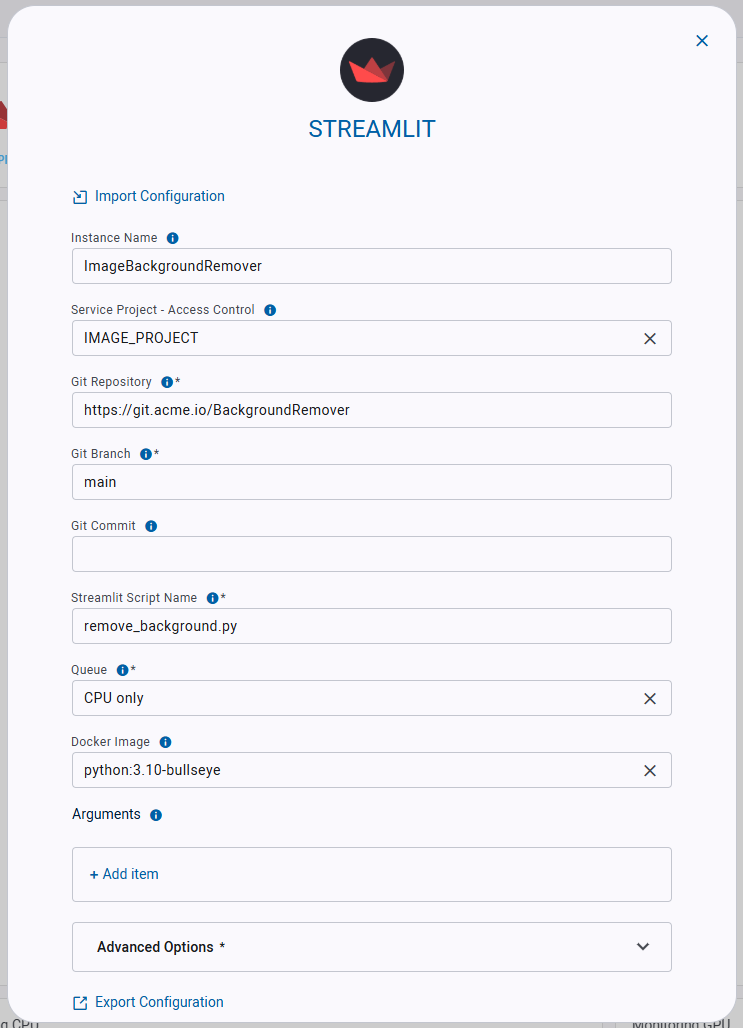 STREAMLIT
Import Configuration
Instance Name
ImageBackgroundRemover
Service Project - Access Control
IMAGE_PROJECT
Git Repository *
https://git.acme.io/BackgroundRemover
Git Branch *
main
Git Commit
Streamlit Script Name *
remove_background.py
Queue *
CPU only
Docker Image
python:3.10-bullseye
Arguments
+ Add item
Advanced Options *
Export Configuration